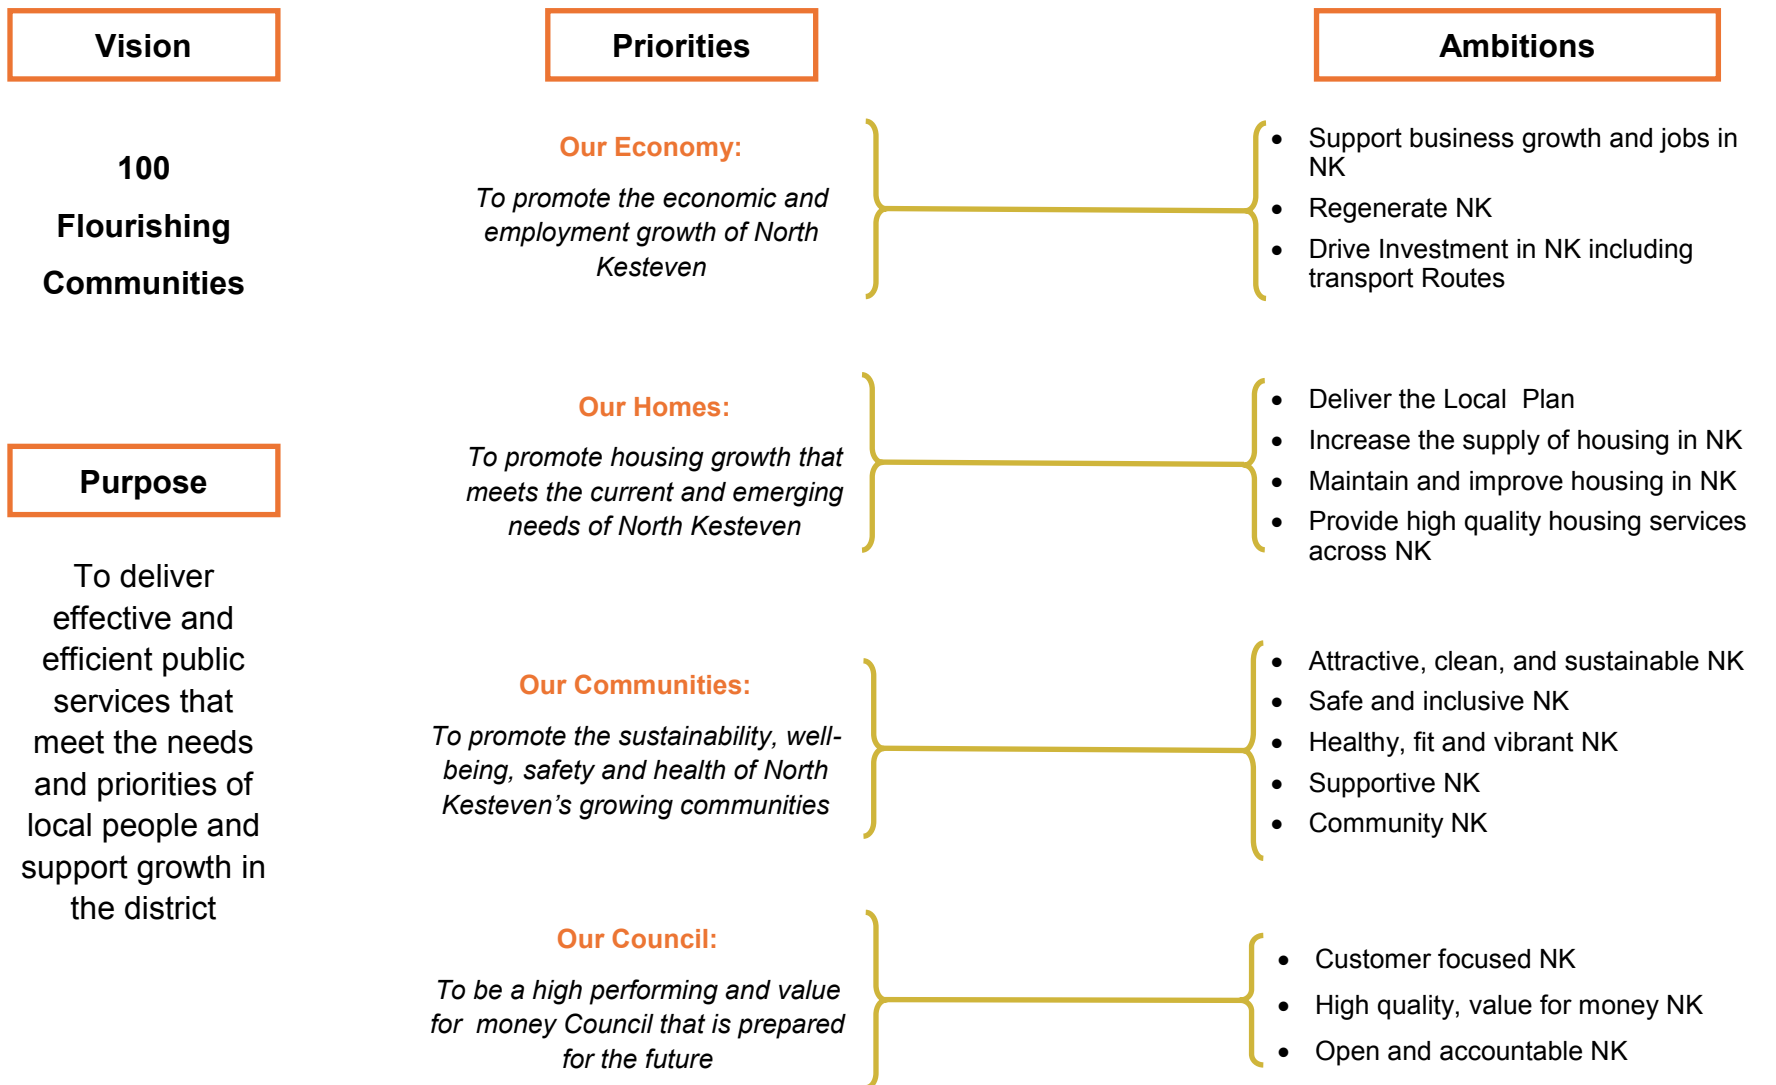 Vision
100
Flourishing
Communities
Purpose
To deliver
effective and
efficient public
services that
meet the needs
and priorities of
local people and
support growth in
the district
Priorities
Our Economy:
To promote the economic and
employment growth of North
Kesteven
Our Homes:
To promote housing growth that
meets the current and emerging
needs of North Kesteven
Our Communities:
To promote the sustainability, well-
being, safety and health of North
Kesteven’s growing communities
Our Council:
To be a high performing and value
for  money Council that is prepared
for the future
Ambitions
• Support business growth and jobs in
NK
• Regenerate NK
• Drive Investment in NK including
transport Routes
• Deliver the Local  Plan
• Increase the supply of housing in NK
• Maintain and improve housing in NK
• Provide high quality housing services
across NK
• Attractive, clean, and sustainable NK
• Safe and inclusive NK
• Healthy, fit and vibrant NK
• Supportive NK
• Community NK
• Customer focused NK
• High quality, value for money NK
• Open and accountable NK